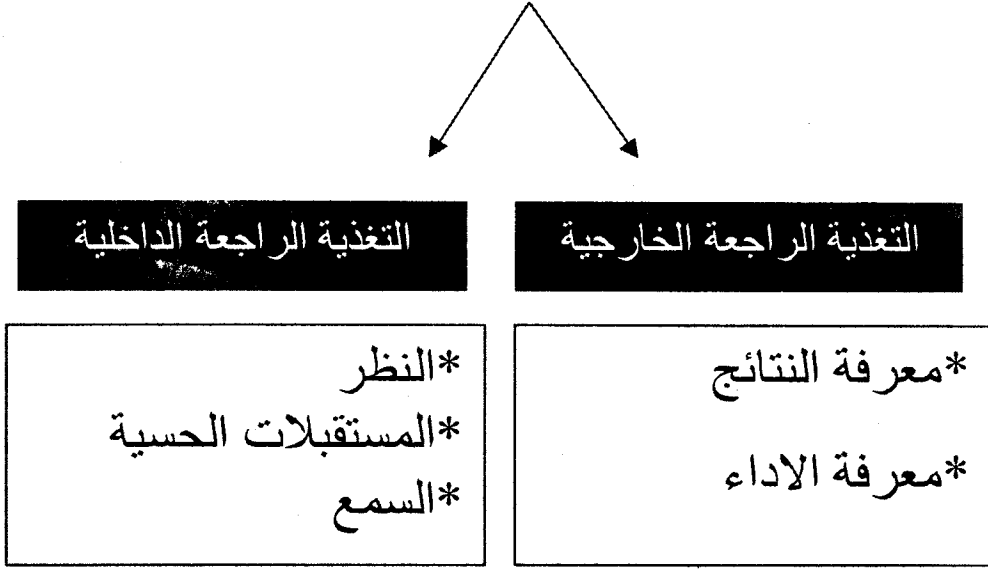 التغذية الراجعة الخارجية
*معرفة النتائج
*معرفة الاداء
التغذية الراجعة الداخلية
*النظر
*المستقبلات الحسية
*السمع